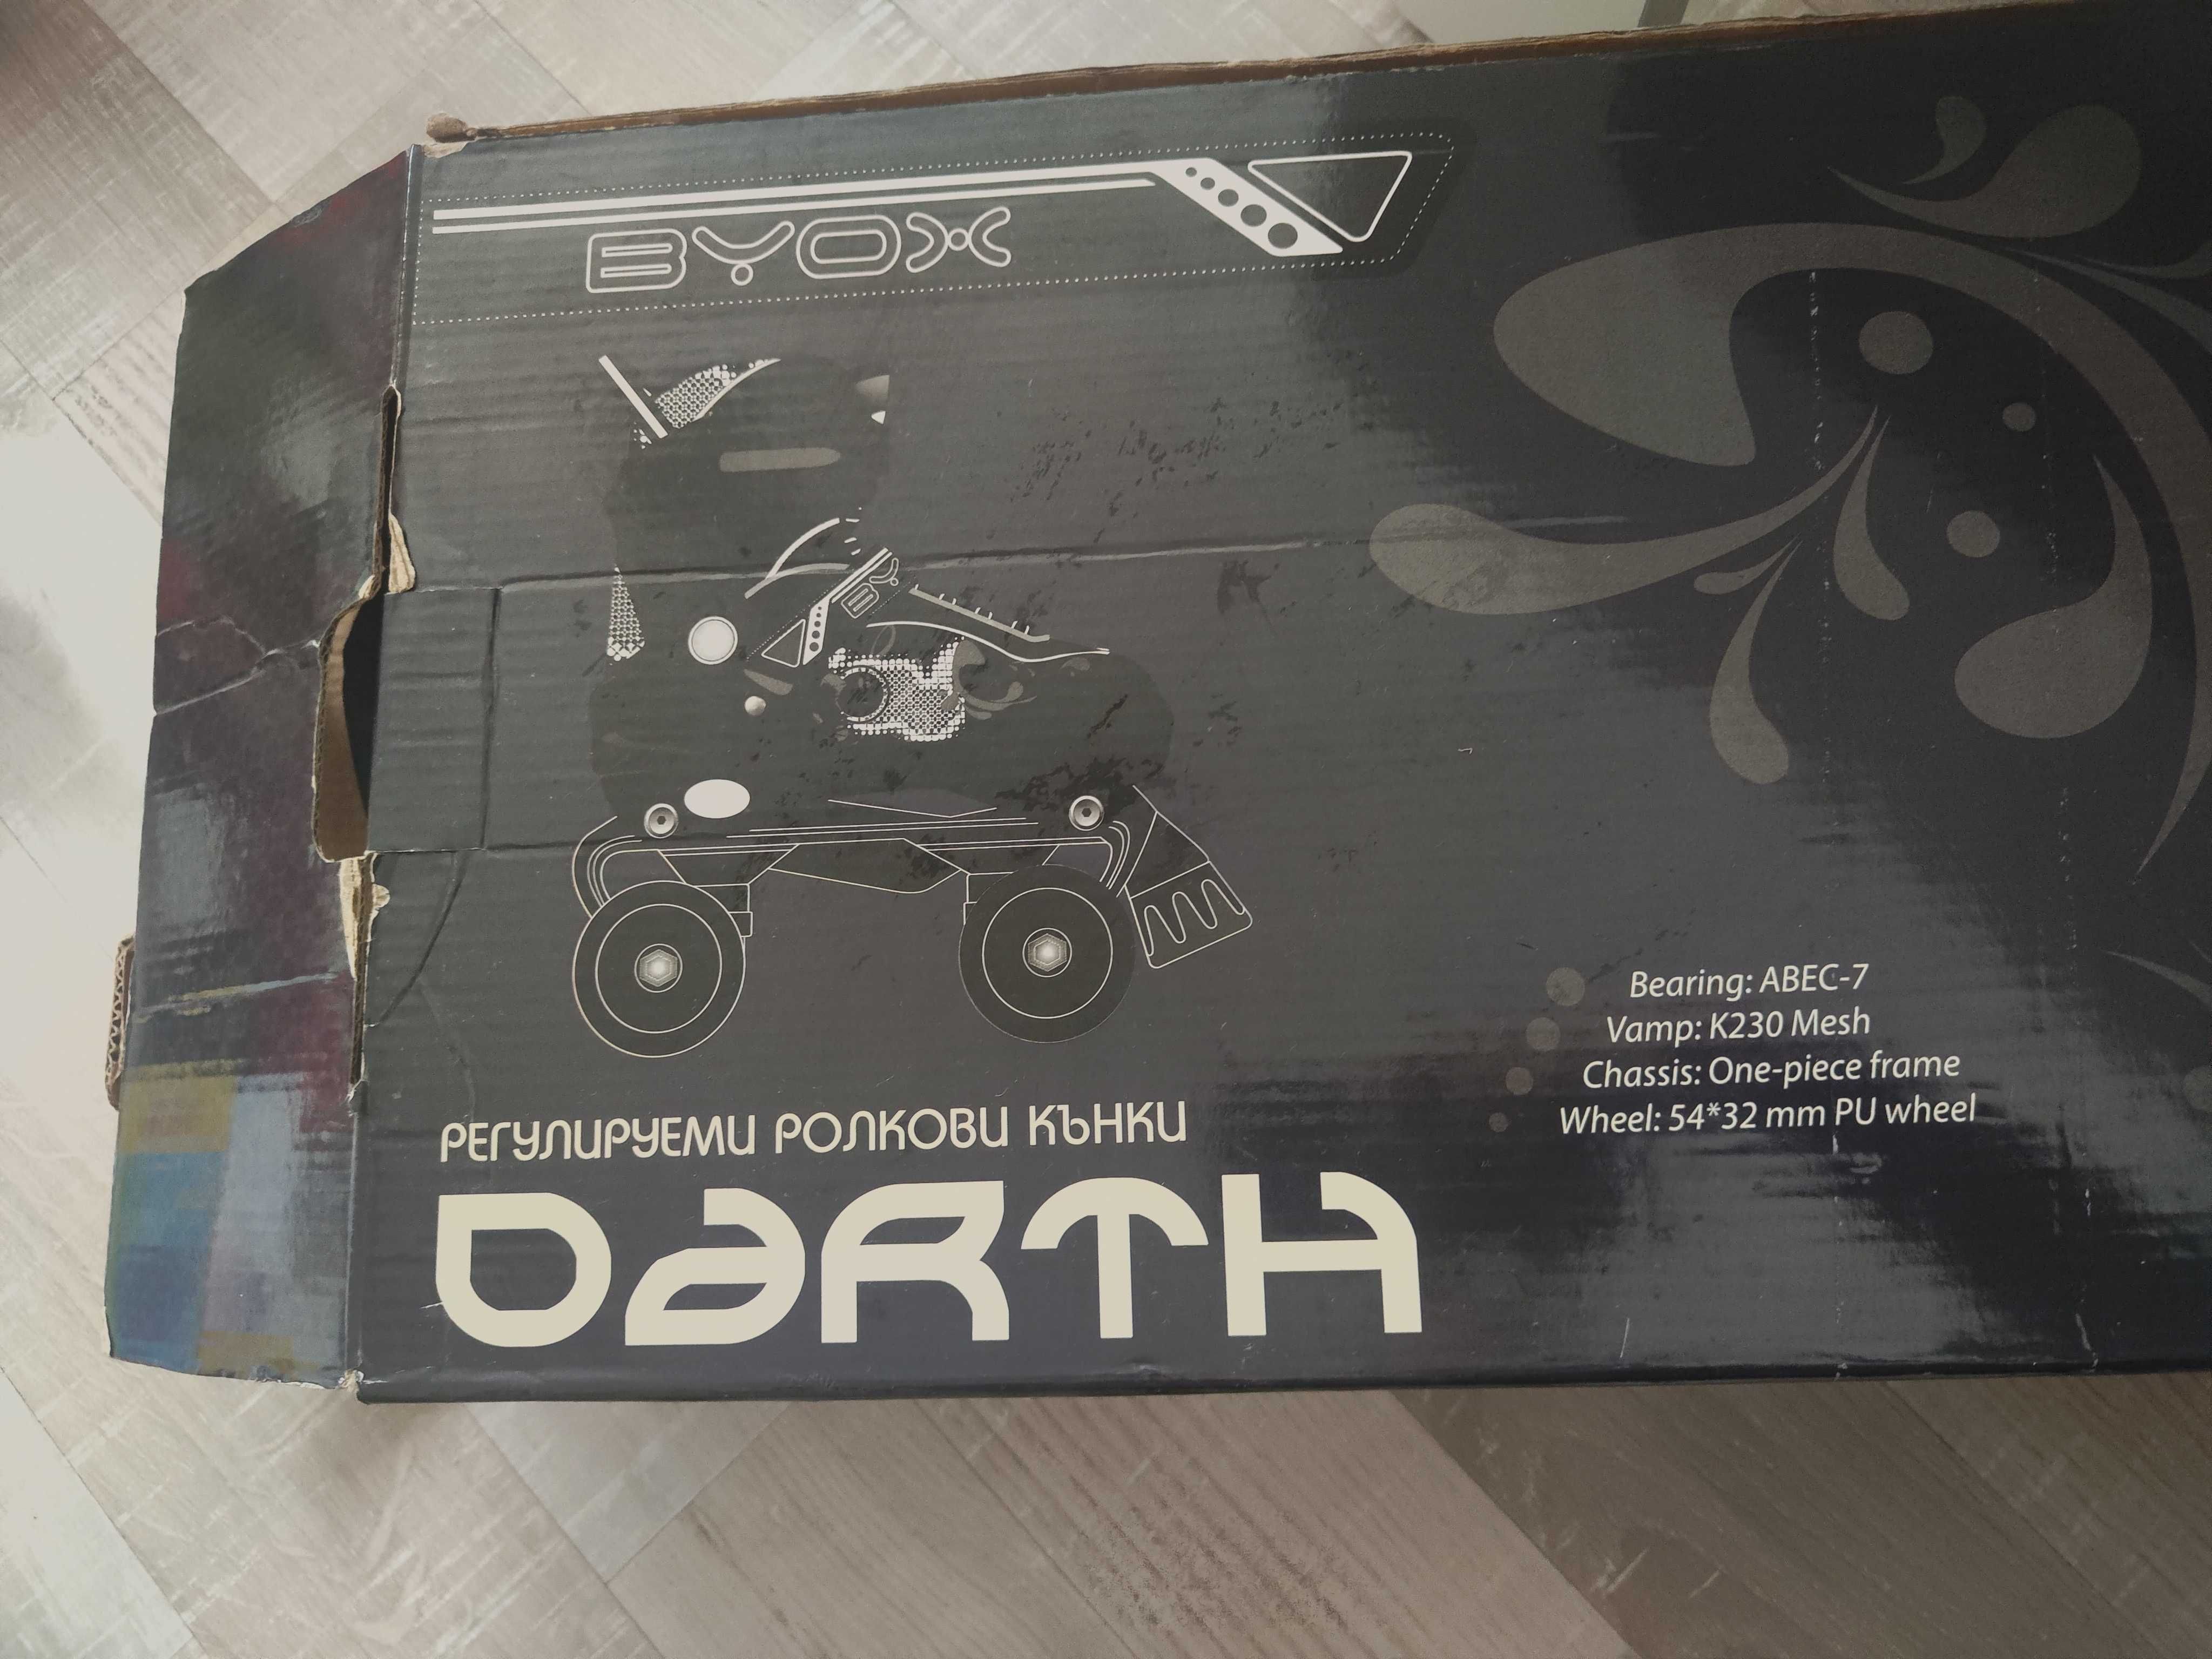 BYOX
BY
Bearing: ABEC-7
Vamp: K230 Mesh
Chassis: One-piece frame
Wheel: 54*32 mm PU wheel
РЕГУЛИРУЕМИ РОЛКОВИ КЪНКИ
DARTH